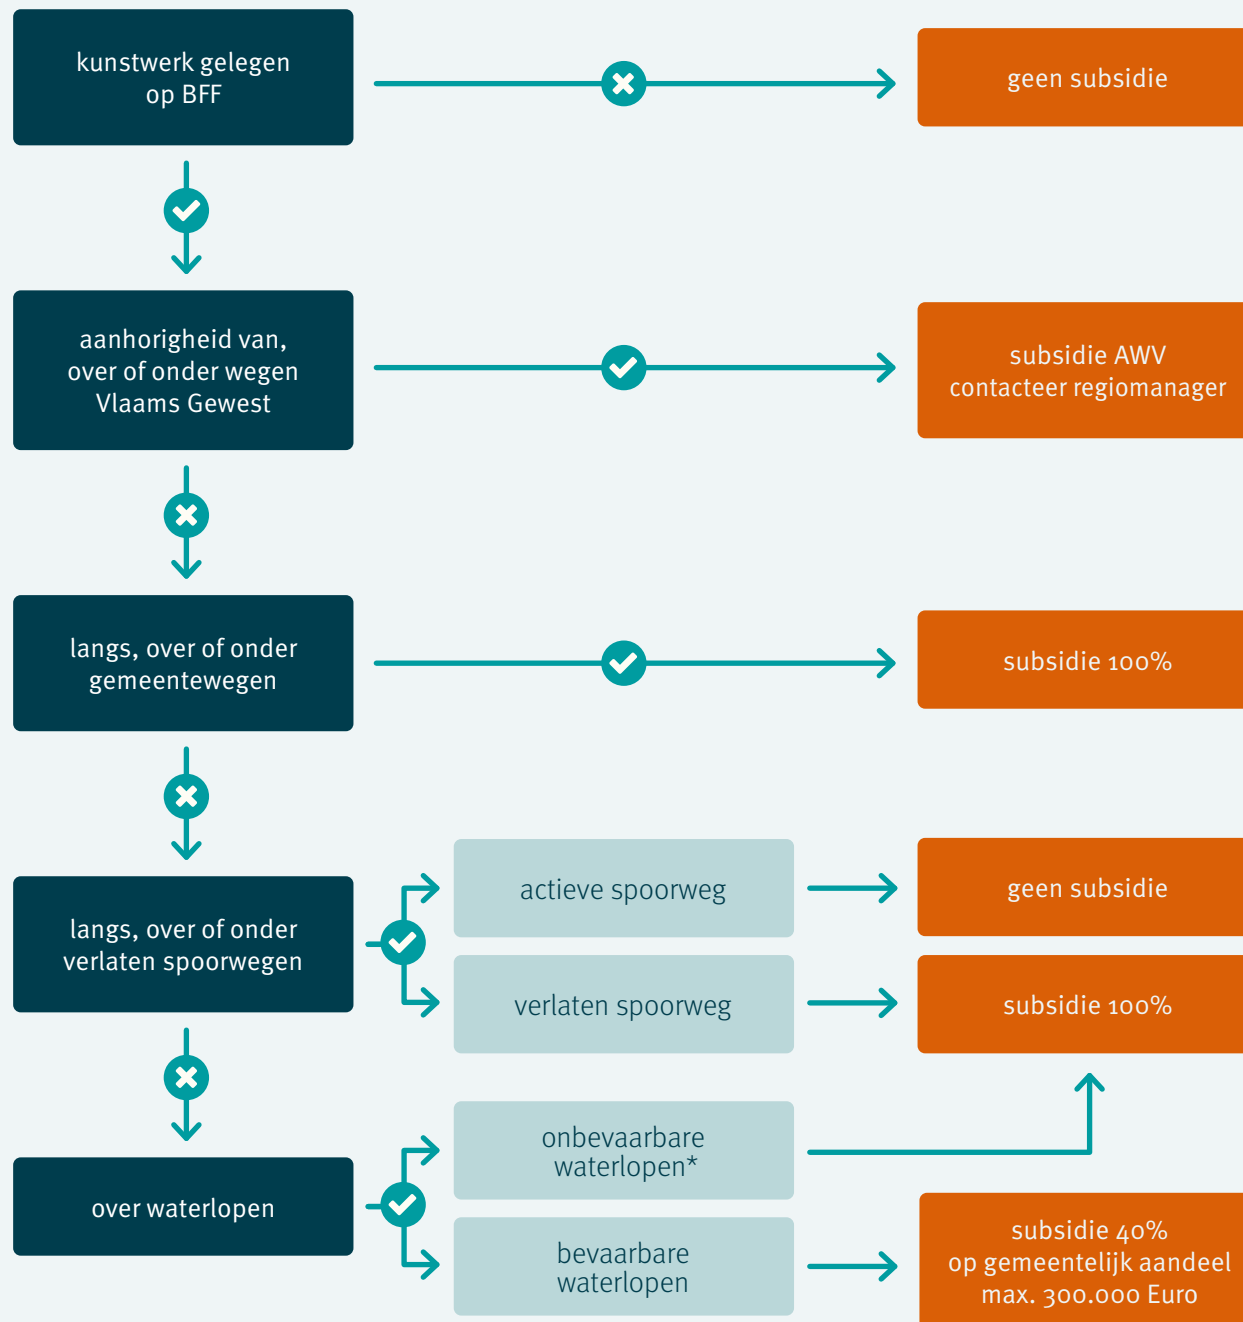 kunstwerk gelegen
op BFF
geen subsidie
aanhorigheid van,
over of onder wegen
Vlaams Gewest
subsidie AWV
contacteer regiomanager
langs, over of onder
gemeentewegen
subsidie 100%
langs, over of onder
verlaten spoorwegen
actieve spoorweg
geen subsidie
verlaten spoorweg
subsidie 100%
over waterlopen
onbevaarbare
waterlopen*
bevaarbare
waterlopen
subsidie 40%
op gemeentelijk aandeel
max. 300.000 Euro